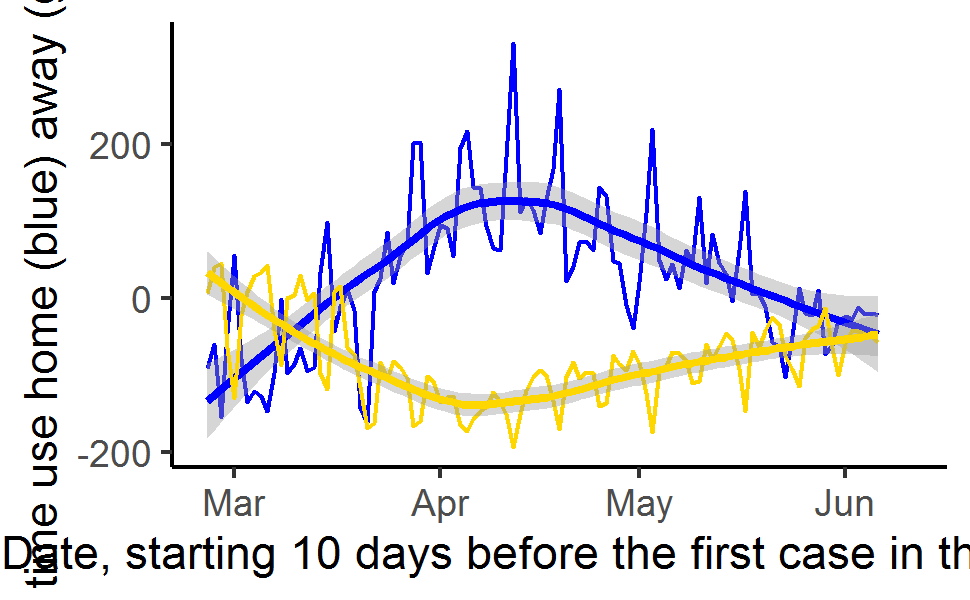 time use home (blue) away (
200
0
-200
Mar Apr May Jun
Date, starting 10 days before the first case in th